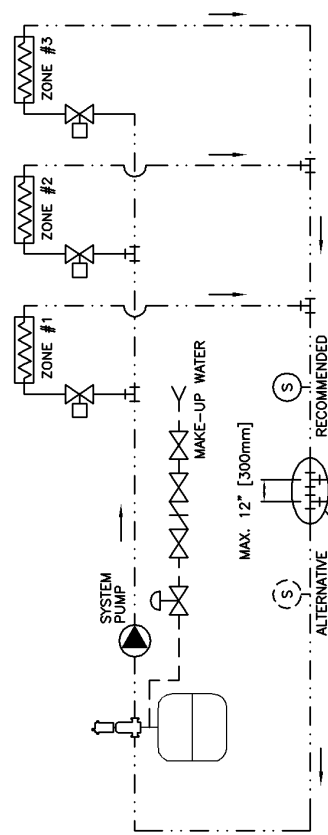 ZONE #1
ZONE #2
ZONE #3
SYSTEM
PUMP
MAKE-UP WATER
MAX. 12" [300mm]
S
ALTERNATIVE
S
RECOMMENDED